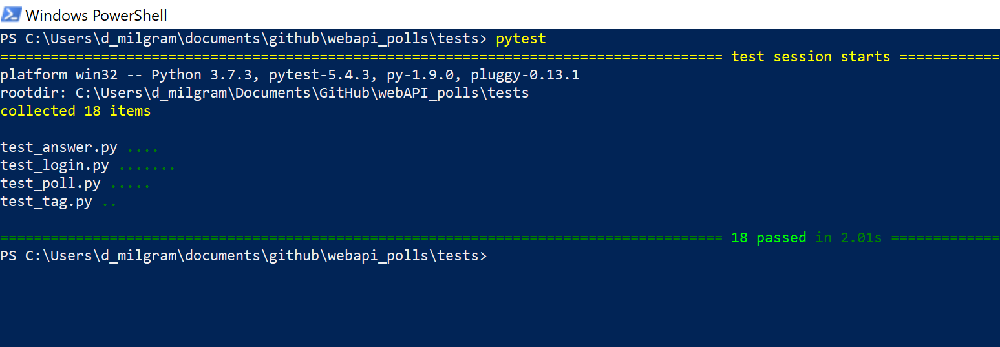 Windows PowerShell
PS C:\Users\d_milgram\documents\github\webapi_polls\tests> pytest
====================================================================================== test session starts ============
platform win32 -- Python 3.7.3, pytest-5.4.3, py-1.9.0, pluggy-0.13.1
rootdir: C:\Users\d_milgram\Documents\GitHub\webAPI_polls\tests
collected 18 items
test_answer.py ....
test_login.py .......
test_poll.py .....
test_tag.py ..
====================================================================================== 18 passed in 2.01s =============
PS C:\Users\d_milgram\documents\github\webapi_polls\tests>